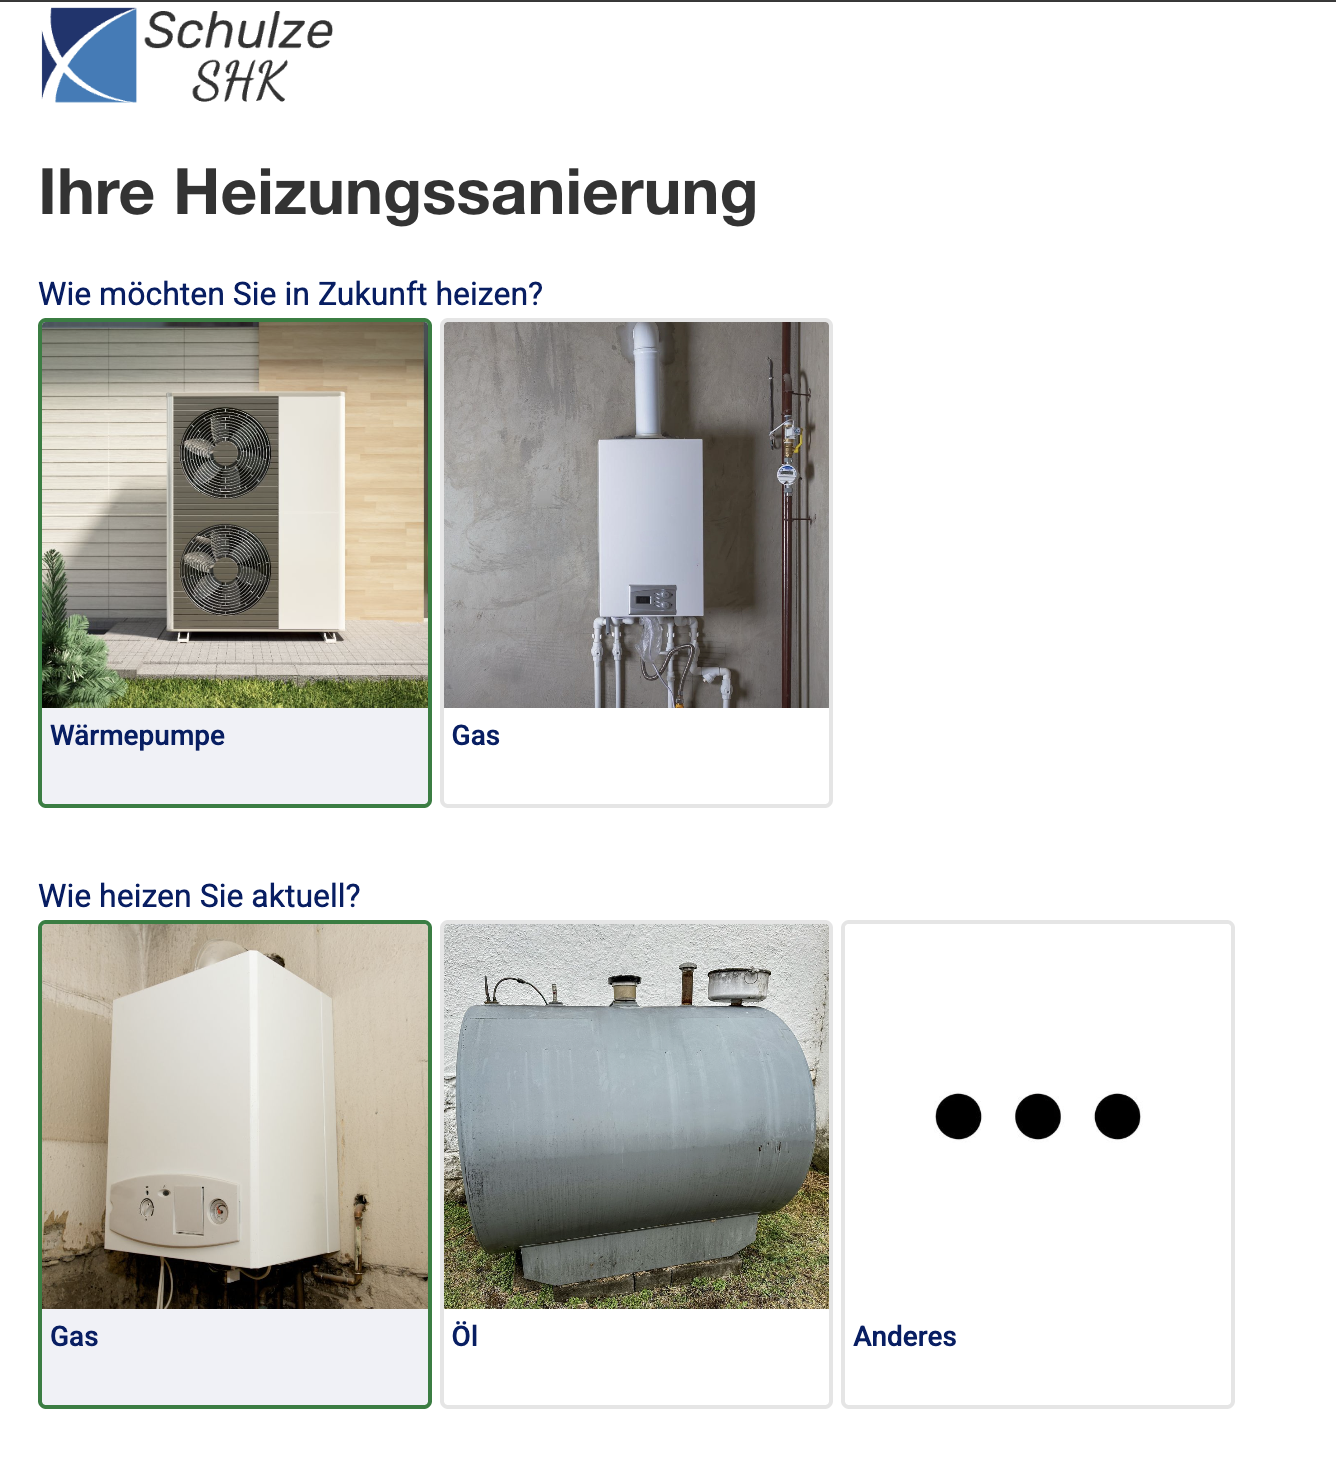 Schulze
SHK
Ihre Heizungssanierung
Wie möchten Sie in Zukunft heizen?
Wärmepumpe
Gas
Wie heizen Sie aktuell?
Gas
Öl
Anderes